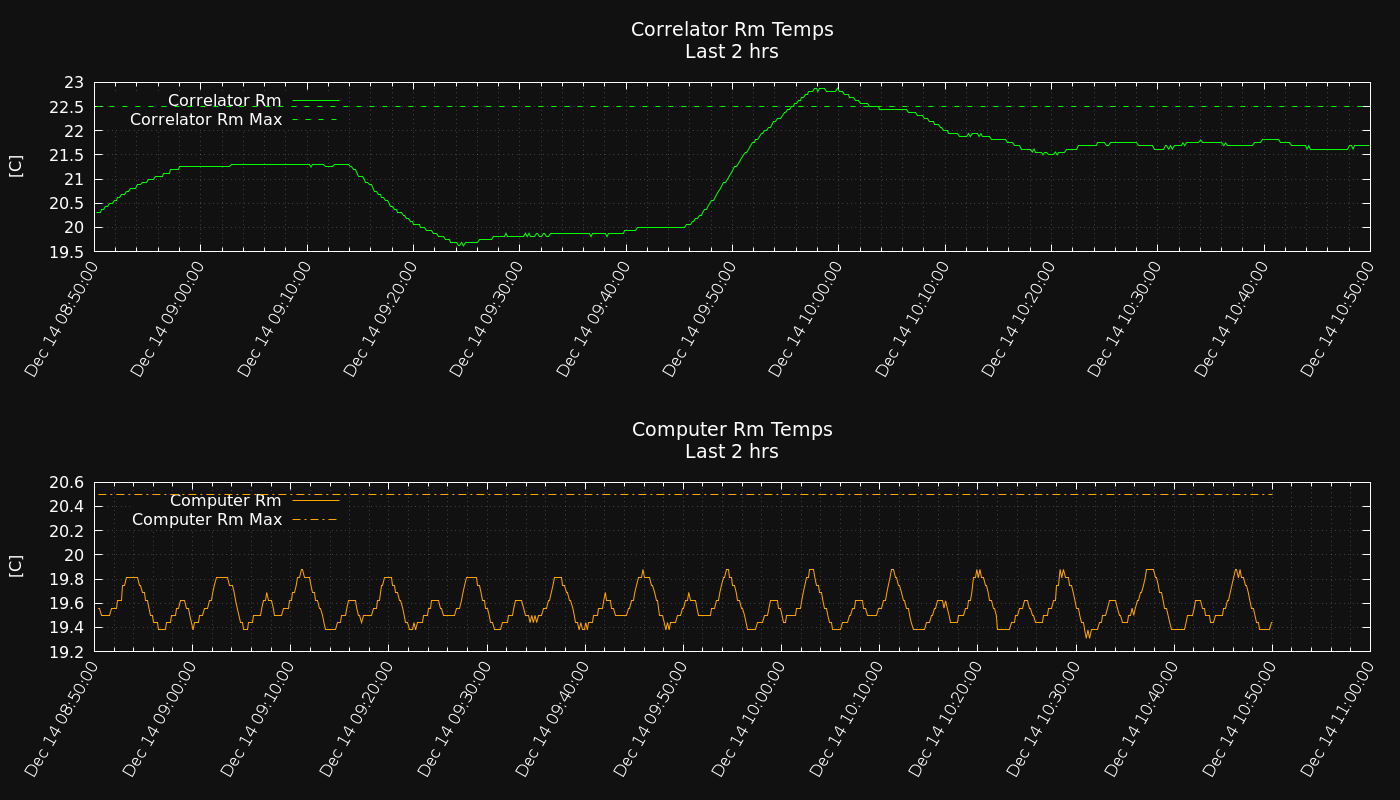 Correlator Rm Temps
Last 2 hrs
23
22.5
22
21.5
21
20.5
20
19.5
[C]
Correlator Rm
Correlator Rm Max
Dec 14 08:50:00
Dec 14 09:00:00
Dec 14 09:10:00
Dec 14 09:20:00
Dec 14 09:30:00
Dec 14 09:40:00
Dec 14 09:50:00
Dec 14 10:00:00
Dec 14 10:10:00
Dec 14 10:20:00
Dec 14 10:30:00
Dec 14 10:40:00
Dec 14 10:50:00
Computer Rm Temps
Last 2 hrs
20.6
20.4
20.2
20
19.8
19.6
19.4
19.2
[C]
Computer Rm
Computer Rm Max
Dec 14 08:50:00
Dec 14 09:00:00
Dec 14 09:10:00
Dec 14 09:20:00
Dec 14 09:30:00
Dec 14 09:40:00
Dec 14 09:50:00
Dec 14 10:00:00
Dec 14 10:10:00
Dec 14 10:20:00
Dec 14 10:30:00
Dec 14 10:40:00
Dec 14 10:50:00
Dec 14 11:00:00